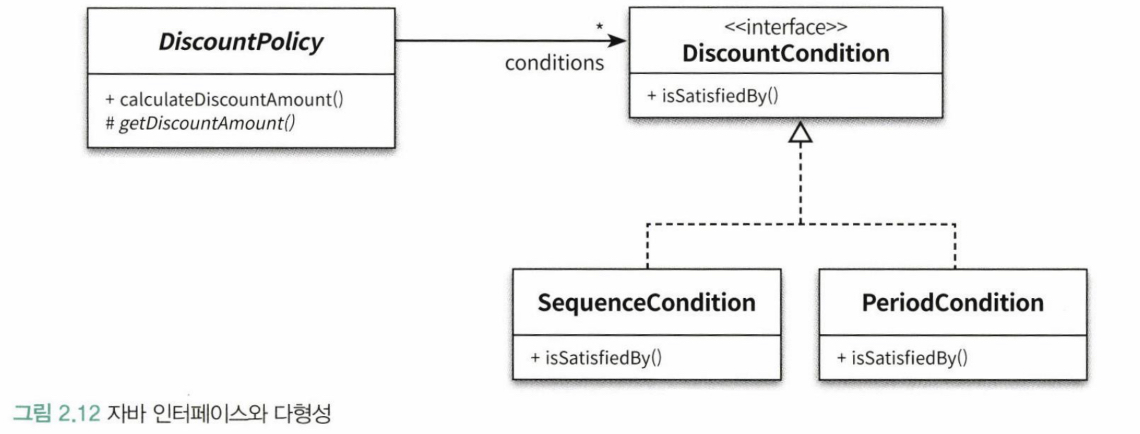 DiscountPolicy
+ calculateDiscountAmount()
# getDiscountAmount()
*
conditions
<<interface>>
DiscountCondition
+ isSatisfiedBy()
SequenceCondition
+ isSatisfiedBy()
PeriodCondition
+ isSatisfiedBy()
그림 2.12 자바 인터페이스와 다형성